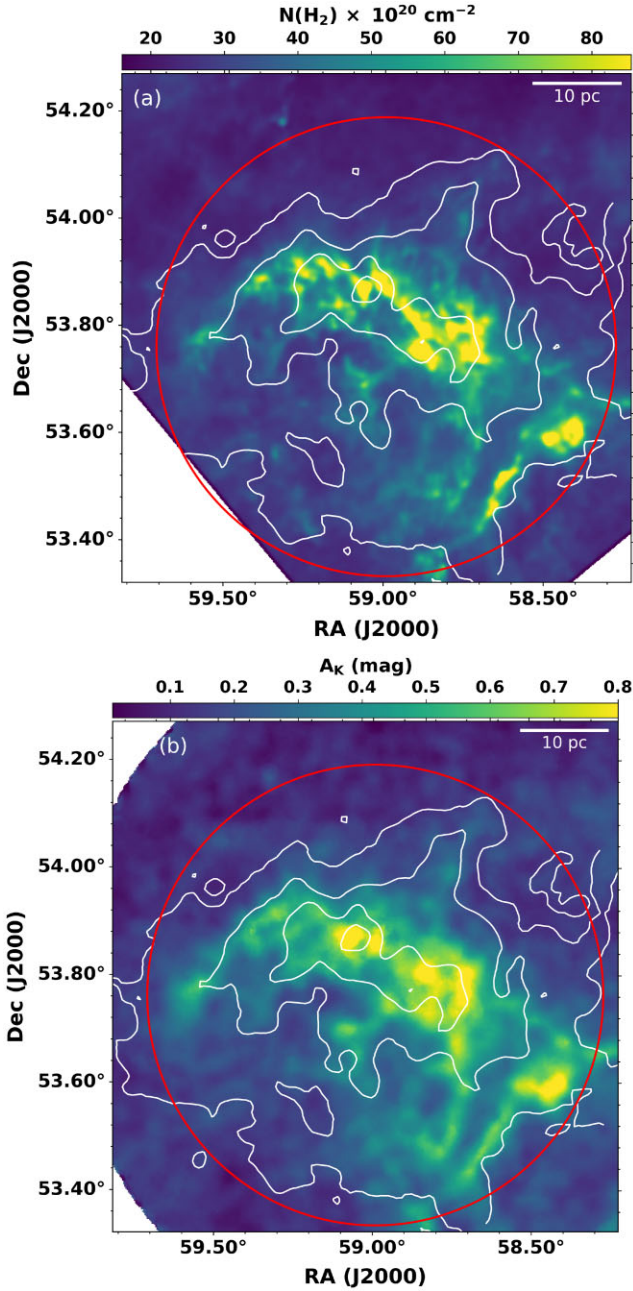 N(H₂) × 10²⁰ cm⁻²
20 30 40 50 60 70 80
(a)
10 pc
54.20°
54.00°
53.80°
53.60°
53.40°
Dec (J2000)
59.50° 59.00° 58.50°
RA (J2000)
A_K (mag)
0.1 0.2 0.3 0.4 0.5 0.6 0.7 0.8
(b)
10 pc
54.20°
54.00°
53.80°
53.60°
53.40°
Dec (J2000)
59.50° 59.00° 58.50°
RA (J2000)